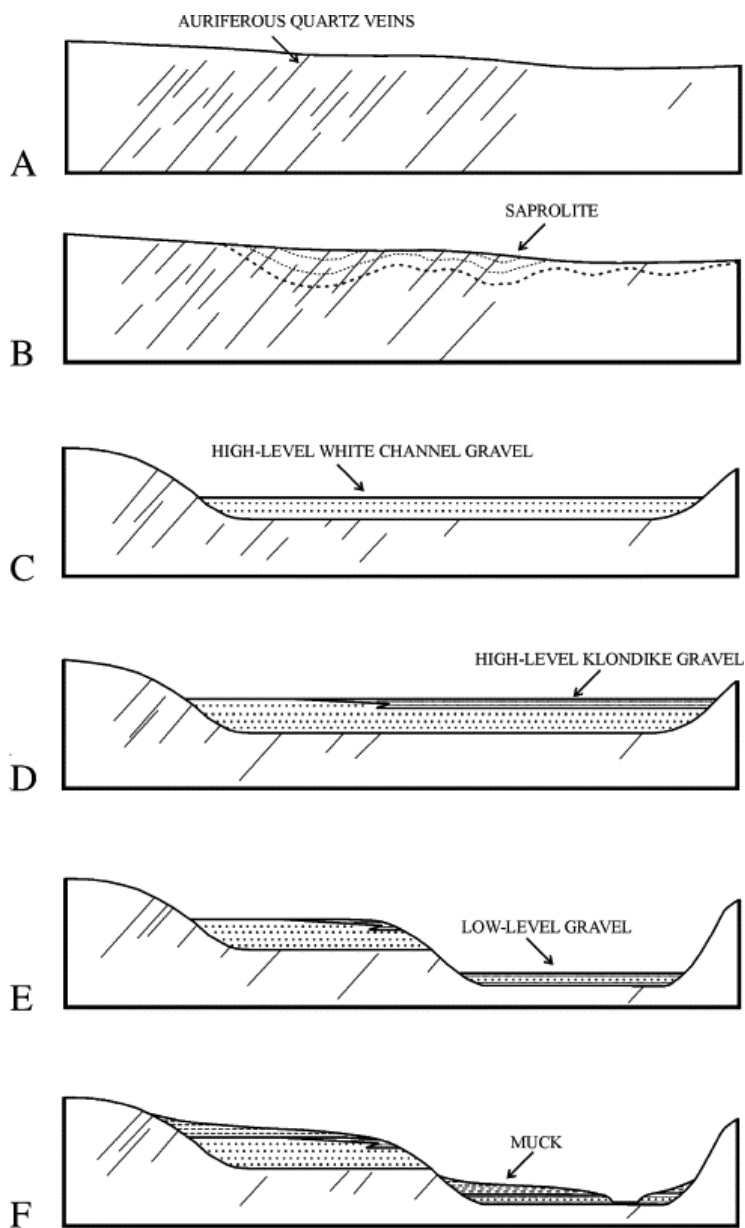 AURIFEROUS QUARTZ VEINS
A
SAPROLITE
B
HIGH-LEVEL WHITE CHANNEL GRAVEL
C
HIGH-LEVEL KLONDIKE GRAVEL
D
LOW-LEVEL GRAVEL
E
MUCK
F